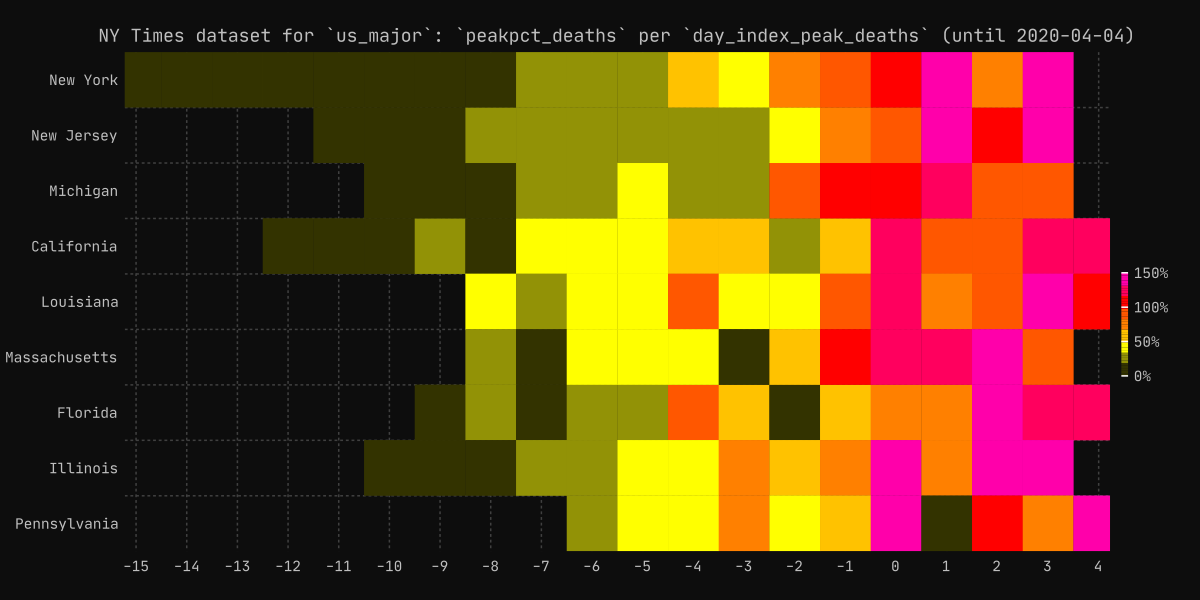 NY Times dataset for `us_major`: `peakpct_deaths` per `day_index_peak_deaths` (until 2020-04-04)
New York
New Jersey
Michigan
California
Louisiana
Massachusetts
Florida
Illinois
Pennsylvania
150%
100%
50%
0%
-15 -14 -13 -12 -11 -10 -9 -8 -7 -6 -5 -4 -3 -2 -1 0 1 2 3 4